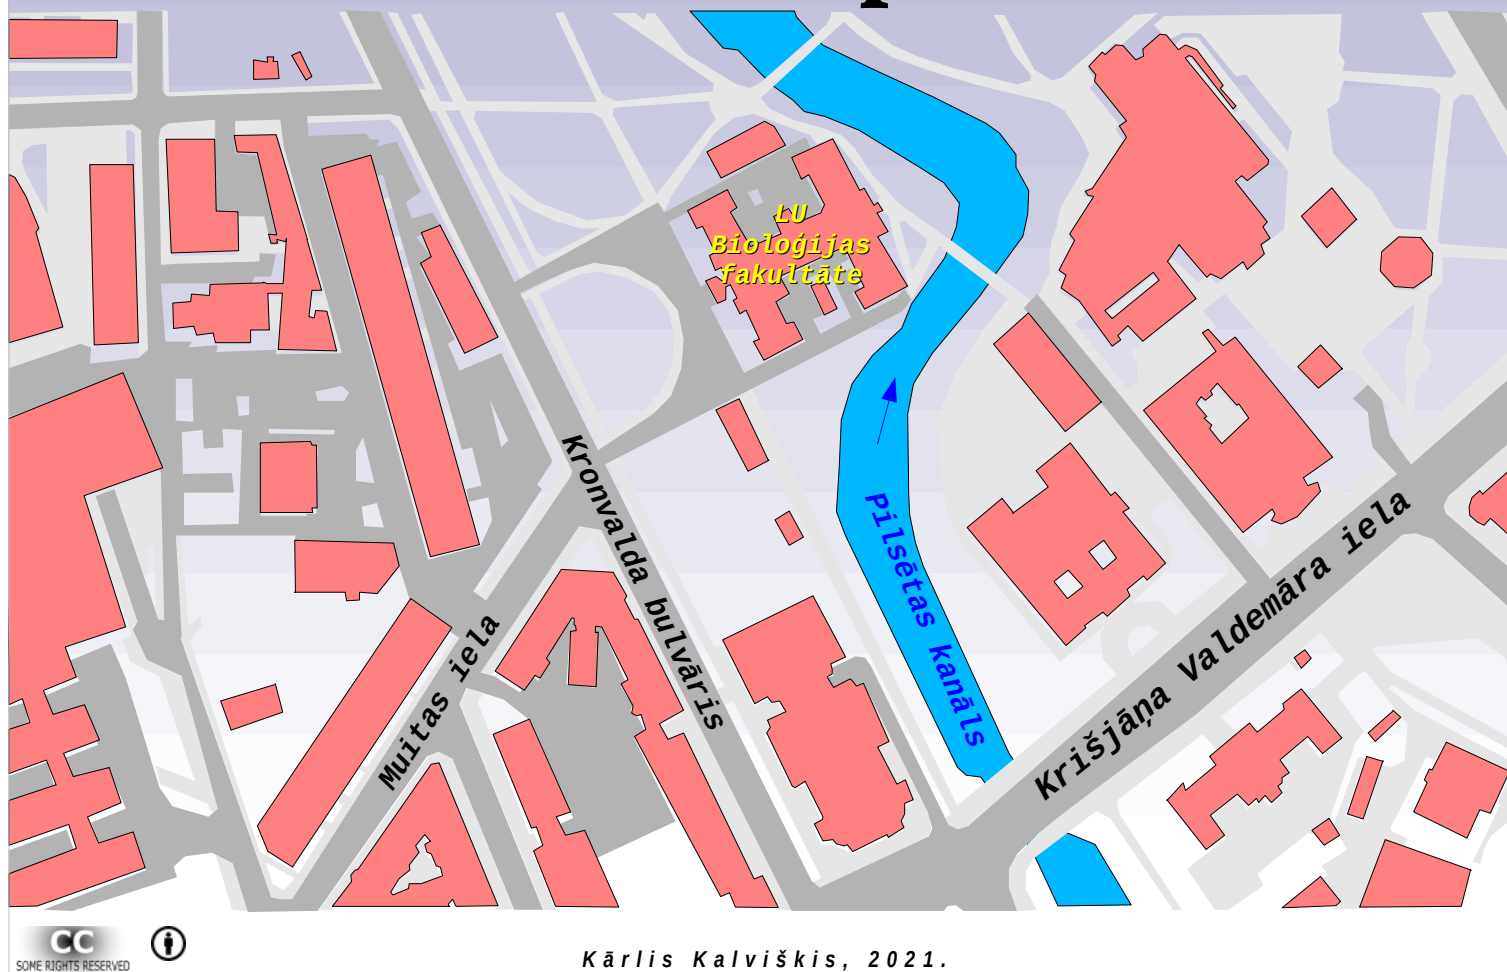 LU
Bioloģijas
fakultāte
Kronvalda bulvāris
Pilsētas kanāls
Muitas iela
Krišjāņa Valdemāra iela
CC
SOME RIGHTS RESERVED
Kārlis Kalviškis, 2021.